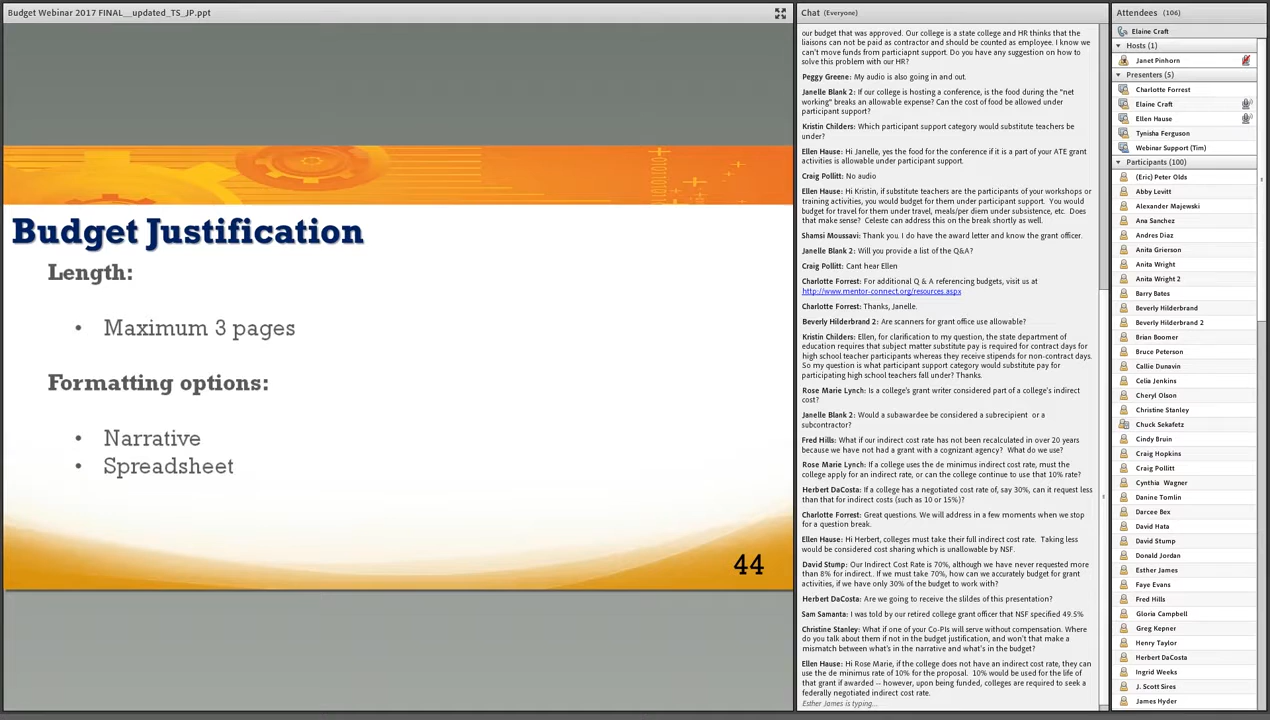 Budget Webinar 2017 FINAL__updated_TS_JP.ppt
Budget Justification
Length:
• Maximum 3 pages
Formatting options:
• Narrative
• Spreadsheet
44
Chat (Everyone)
our budget that was approved. Our college is a state college and HR thinks that the
liaisons can not be paid as contractor and should be counted as employee. I know we
can't move funds from participnt support. Do you have any suggestion on how to
solve this problem with our HR?
Peggy Greene: My audio is also going in and out.
Janelle Blank 2: If our college is hosting a conference, is the food during the "net
working" breaks an allowable expense? Can the cost of food be allowed under
participant support?
Kristin Childers: Which participant support category would substitute teachers be
under?
Ellen Hause: Hi Janelle, yes the food for the conference if it is a part of your ATE grant
activities is allowable under participant support.
Craig Pollitt: No audio
Ellen Hause: Hi Kristin, if substitute teachers are the participants of your workshops or
training activities, you would budget for them under participant support. You would
budget for travel for them under travel, meals/per diem under subsistence, etc. Does
that make sense? Celeste can address this on the break shortly as well.
Shamsi Moussavi: Thank you. I do have the award letter and know the grant officer.
Janelle Blank 2: Will you provide a list of the Q&A?
Craig Pollitt: Cant hear Ellen
Charlotte Forrest: For additional Q & A referencing budgets, visit us at
http://www.mentor-connect.org/resources.aspx
Charlotte Forrest: Thanks, Janelle.
Beverly Hilderbrand 2: Are scanners for grant office use allowable?
Kristin Childers: Ellen, for clarification to my question, the state department of
education requires that subject matter substitute pay is required for contract days for
high school teacher participants whereas they receive stipends for non-contract days.
So my question is what participant support category would substitute pay for
participating high school teachers fall under? Thanks.
Rose Marie Lynch: Is a college's grant writer considered part of a college's indirect
cost?
Janelle Blank 2: Would a subawardee be considered a subrecipient or a
subcontractor?
Fred Hills: What if our indirect cost rate has not been recalculated in over 20 years
because we have not had a grant with a cognizant agency? What do we use?
Rose Marie Lynch: If a college uses the de minimus indirect cost rate, must the
college apply for an indirect rate, or can the college continue to use that 10% rate?
Herbert DaCosta: If a college has a negotiated cost rate of, say 30%, can it request less
than that for indirect costs (such as 10 or 15%)?
Charlotte Forrest: Great questions. We will address in a few moments when we stop
for a question break.
Ellen Hause: Hi Herbert, colleges must take their full indirect cost rate. Taking less
would be considered cost sharing which is unallowable by NSF.
David Stump: Our Indirect Cost Rate is 70%, although we have never requested more
than 8% for indirect. If we must take 70%, how can we accurately budget for grant
activities, if we have only 30% of the budget to work with?
Herbert DaCosta: Are we going to receive the slildes of this presentation?
Sam Samanta: I was told by our retired college grant officer that NSF specified 49.5%
Christine Stanley: What if one of your Co-PIs will serve without compensation. Where
do you talk about them if not in the budget justification, and won't that make a
mismatch between what's in the narrative and what's in the budget?
Ellen Hause: Hi Rose Marie, if the college does not have an indirect cost rate, they can
use the de minimus rate of 10% for the proposal. 10% would be used for the life of
that grant if awarded -- however, upon being funded, colleges are required to seek a
federally negotiated indirect cost rate.
Esther James is typing...
Attendees (106)
Elaine Craft
Hosts (1)
Janet Pinhorn
Presenters (5)
Charlotte Forrest
Elaine Craft
Ellen Hause
Tynisha Ferguson
Webinar Support (Tim)
Participants (100)
(Eric) Peter Olds
Abby Levitt
Alexander Majewski
Ana Sanchez
Andres Diaz
Anita Grierson
Anita Wright
Anita Wright 2
Barry Bates
Beverly Hilderbrand
Beverly Hilderbrand 2
Brian Boomer
Bruce Peterson
Callie Dunavin
Celia Jenkins
Cheryl Olson
Christine Stanley
Chuck Sekafetz
Cindy Bruin
Craig Hopkins
Craig Pollitt
Cynthia Wagner
Danine Tomlin
Darcee Bex
David Hata
David Stump
Donald Jordan
Esther James
Faye Evans
Fred Hills
Gloria Campbell
Greg Kepner
Henry Taylor
Herbert DaCosta
Ingrid Weeks
J. Scott Sires
James Hyder